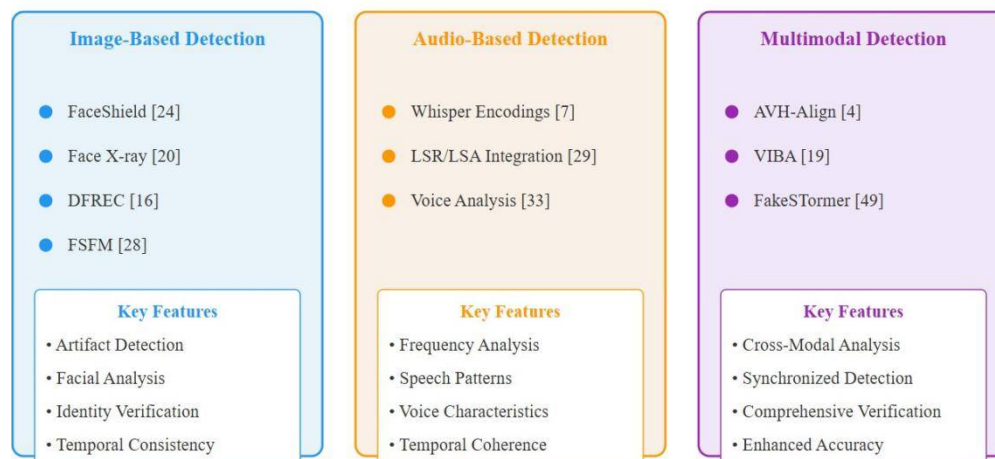 Image-Based Detection
FaceShield [24]
Face X-ray [20]
DFREC [16]
FSFM [28]
Key Features
• Artifact Detection
• Facial Analysis
• Identity Verification
• Temporal Consistency
Audio-Based Detection
Whisper Encodings [7]
LSR/LSA Integration [29]
Voice Analysis [33]
Key Features
• Frequency Analysis
• Speech Patterns
• Voice Characteristics
• Temporal Coherence
Multimodal Detection
AVH-Align [4]
VIBA [19]
FakeSTormer [49]
Key Features
• Cross-Modal Analysis
• Synchronized Detection
• Comprehensive Verification
• Enhanced Accuracy